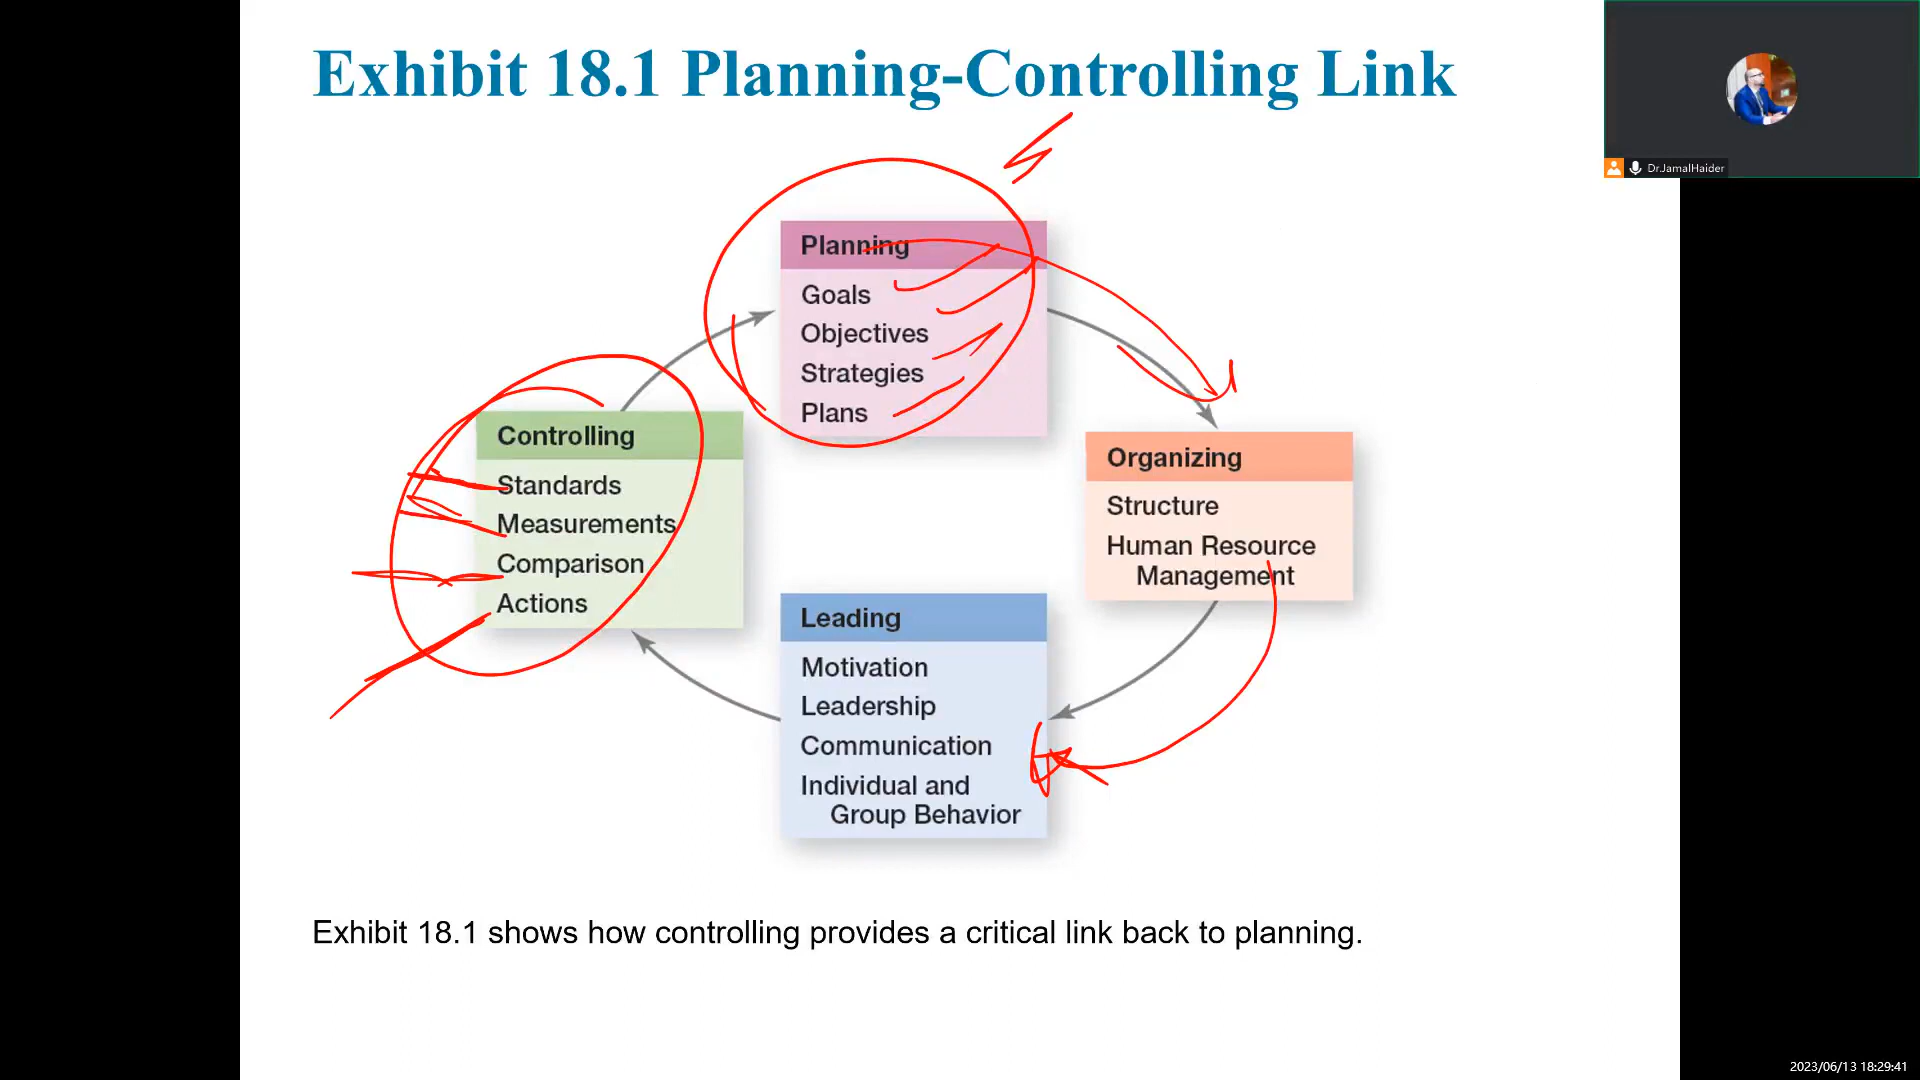 Exhibit 18.1 Planning-Controlling Link
Dr.JamalHaider
Planning
Goals
Objectives
Strategies
Plans
Controlling
Standards
Measurements
Comparison
Actions
Organizing
Structure
Human Resource
Management
Leading
Motivation
Leadership
Communication
Individual and
Group Behavior
Exhibit 18.1 shows how controlling provides a critical link back to planning.
2023/06/13 18:29:41